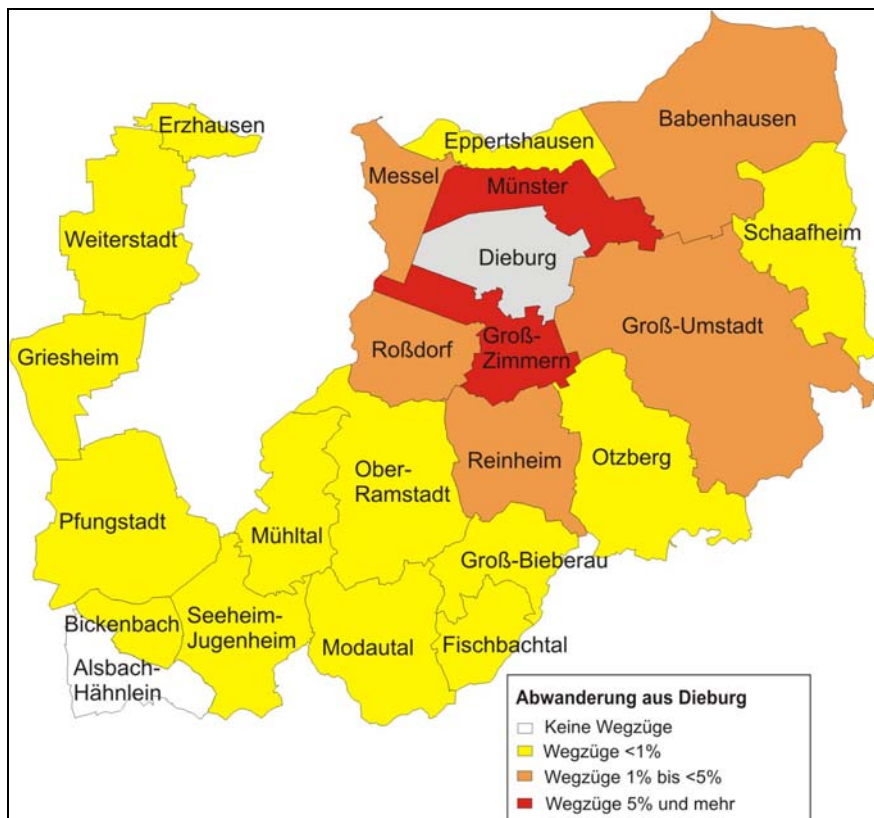 Erzhausen
Babenhausen
Eppertshausen
Messel
Münster
Weiterstadt
Schaafheim
Dieburg
Groß-Umstadt
Griesheim
Roßdorf
Groß-
Zimmern
Reinheim
Otzberg
Ober-
Ramstadt
Pfungstadt
Mühltal
Groß-Bieberau
Bickenbach
Seeheim-
Jugenheim
Modautal
Fischbachtal
Alsbach-
Hähnlein
Abwanderung aus Dieburg
Keine Wegzüge
Wegzüge <1%
Wegzüge 1% bis <5%
Wegzüge 5% und mehr